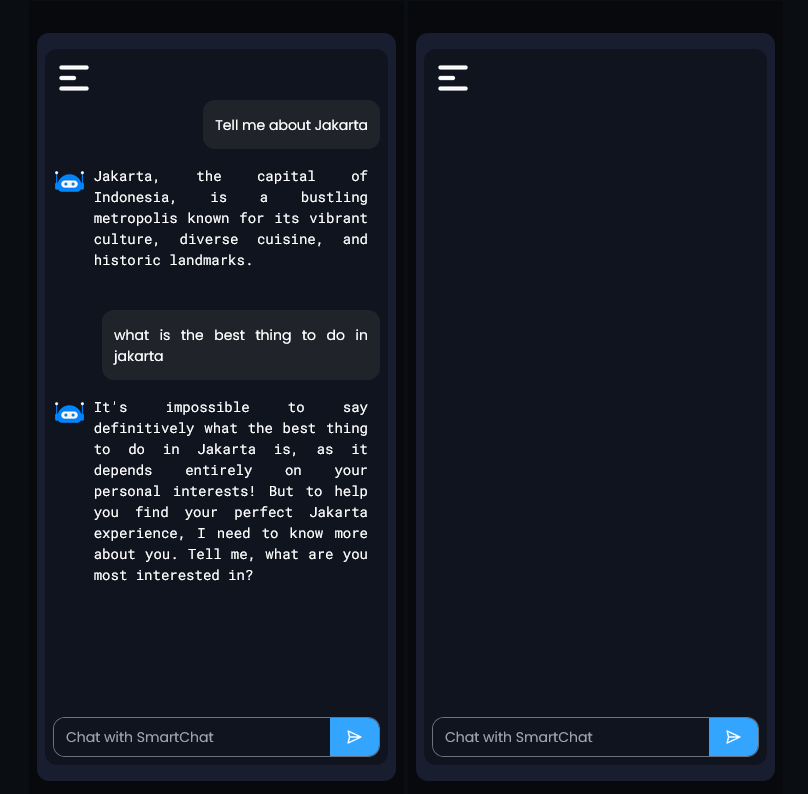 Tell me about Jakarta
Jakarta, the capital of
Indonesia, is a bustling
metropolis known for its vibrant
culture, diverse cuisine, and
historic landmarks.
what is the best thing to do in
jakarta
It's impossible to say
definitively what the best thing
to do in Jakarta is, as it
depends entirely on your
personal interests! But to help
you find your perfect Jakarta
experience, I need to know more
about you. Tell me, what are you
most interested in?
Chat with SmartChat
Chat with SmartChat